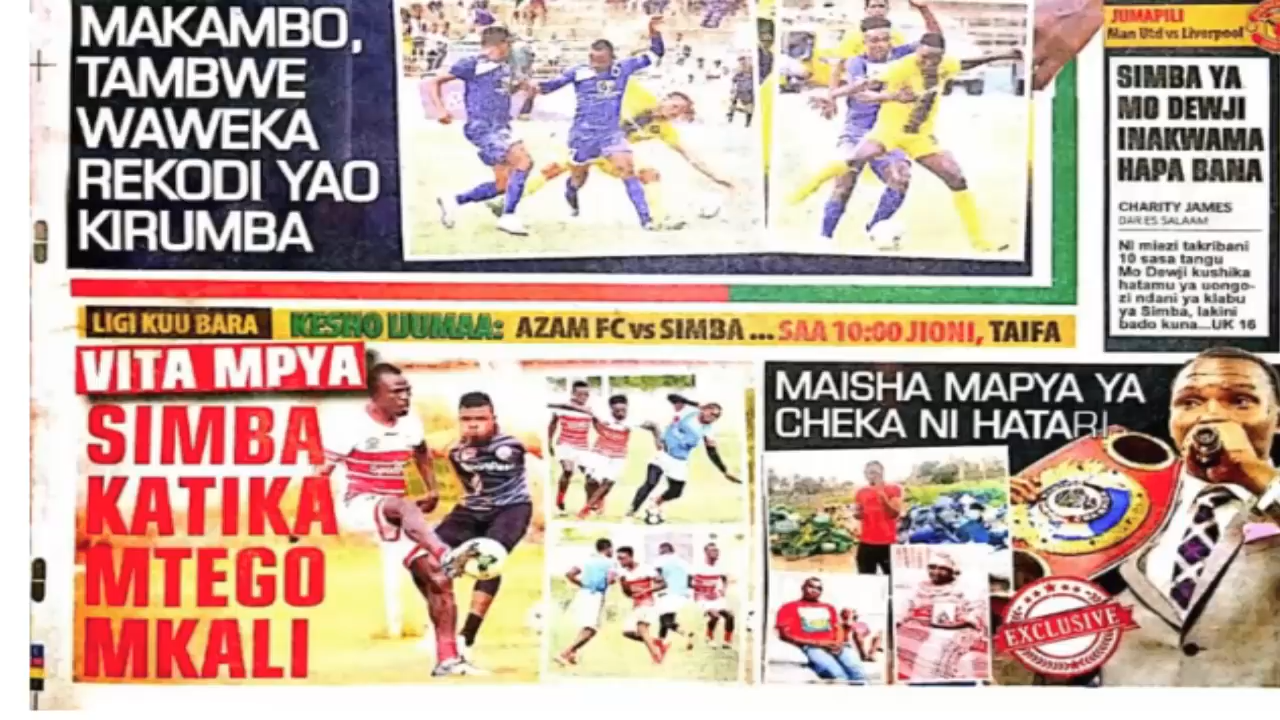 MAKAMBO,
TAMBWE
WAWEKA
REKODI YAO
KIRUMBA
JUMAPILI
Man Utd vs Liverpool
SIMBA YA
MO DEWJI
INAKWAMA
HAPA BANA
CHARITY JAMES
DAR ES SALAAM
NI miezi takribani
10 sasa tangu
Mo Dewji kushika
hatamu ya uongo-
zi ndani ya klabu
ya Simba, lakini
bado kuna...UK 16
LIGI KUU BARA KESHO IJUMAA: AZAM FC vs SIMBA ... SAA 10:00 JIONI, TAIFA
VITA MPYA
SIMBA
KATIKA
MTEGO
MKALI
MAISHA MAPYA YA
CHEKA NI HATARI
EXCLUSIVE